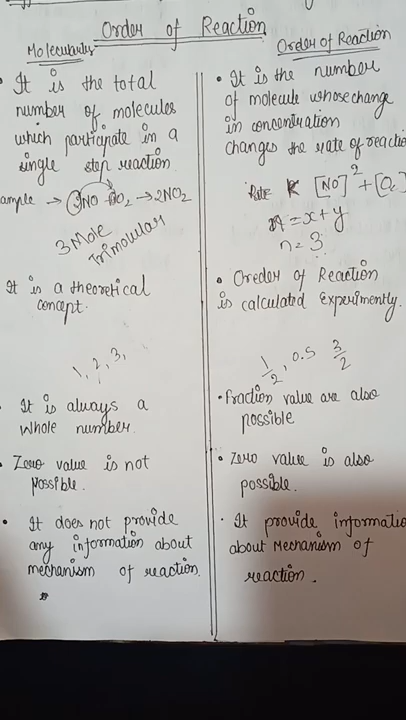 Order of Reaction
Molecularity
It is the total
number of molecules
which participate in a
single step reaction
ample → 2NO + O2 → 2NO2
3 Mole
Trimolular
It is a theoretical
concept.
1, 2, 3,
It is always a
whole number
Zero value is not
possible.
It does not provide
any information about
mechanism of reaction.
Order of Reaction
It is the number
of molecule whose change
in concentration
changes the rate of reactio
Rate K [NO]² + [O2]
n = x + y
n = 3
Oreder of Reaction
is calculated experimently.
1/2, 0.5 3/2
Fraction value are also
possible
Zero value is also
possible.
It provide informatio
about Mechanism of
reaction.